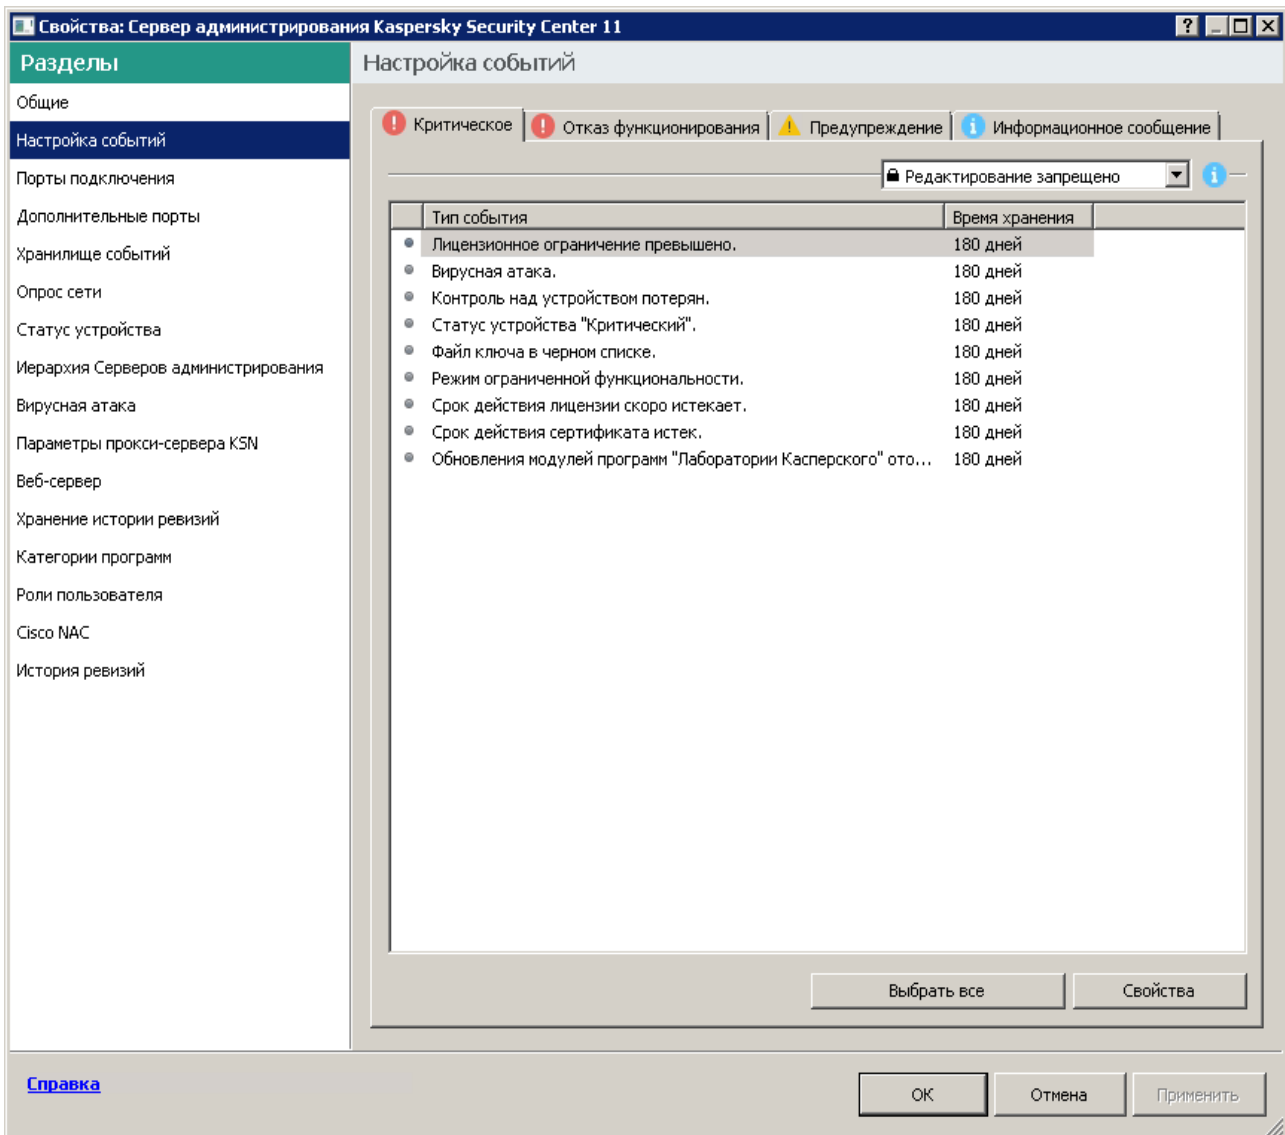 Свойства: Сервер администрирования Kaspersky Security Center 11
Разделы
Общие
Настройка событий
Порты подключения
Дополнительные порты
Хранилище событий
Опрос сети
Статус устройства
Иерархия Серверов администрирования
Вирусная атака
Параметры прокси-сервера KSN
Веб-сервер
Хранение истории ревизий
Категории программ
Роли пользователя
Cisco NAC
История ревизий
Настройка событий
Критическое Отказ функционирования Предупреждение Информационное сообщение
Редактирование запрещено
Тип события Время хранения
Лицензионное ограничение превышено. 180 дней
Вирусная атака. 180 дней
Контроль над устройством потерян. 180 дней
Статус устройства "Критический". 180 дней
Файл ключа в черном списке. 180 дней
Режим ограниченной функциональности. 180 дней
Срок действия лицензии скоро истекает. 180 дней
Срок действия сертификата истек. 180 дней
Обновления модулей программ "Лаборатории Касперского" ото... 180 дней
Выбрать все Свойства
Справка
ОК Отмена Применить